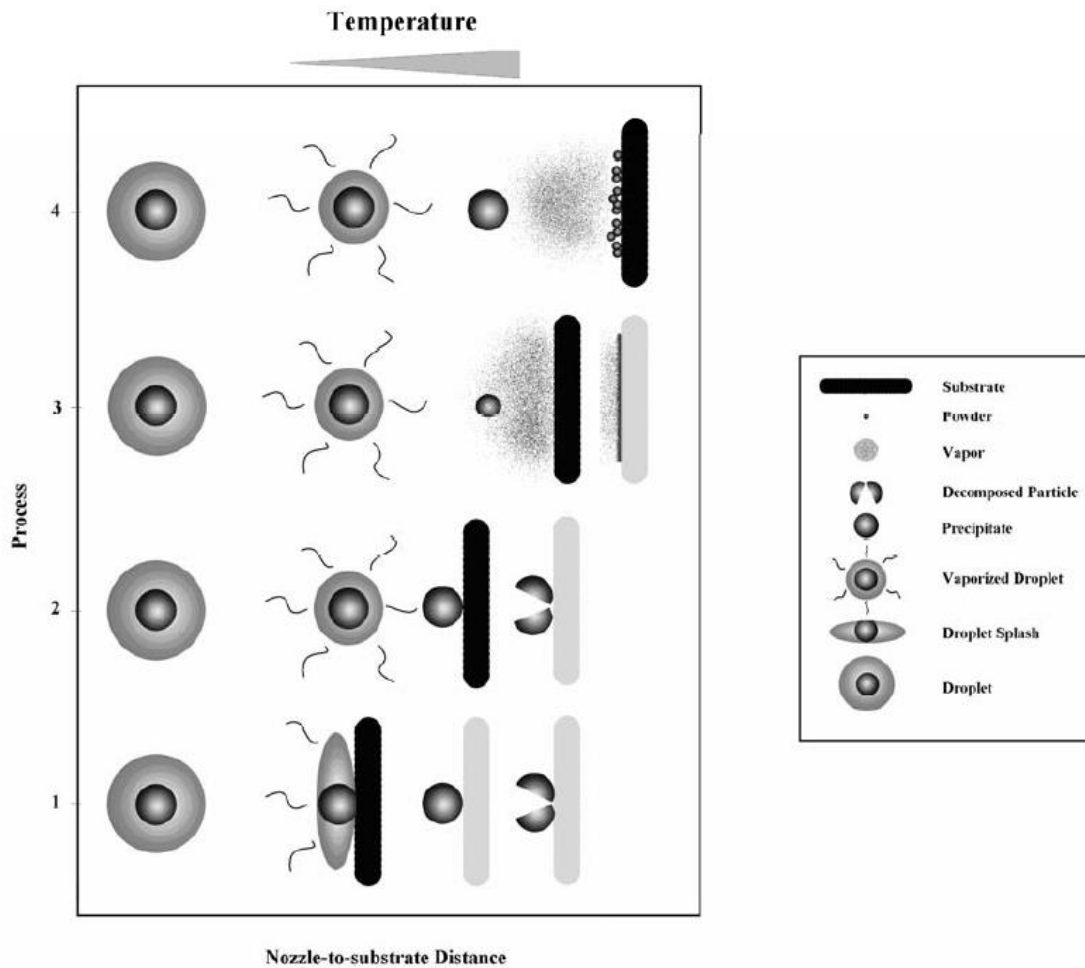 Temperature
4
3
2
1
Process
Nozzle-to-substrate Distance
Substrate
Powder
Vapor
Decomposed Particle
Precipitate
Vaporized Droplet
Droplet Splash
Droplet